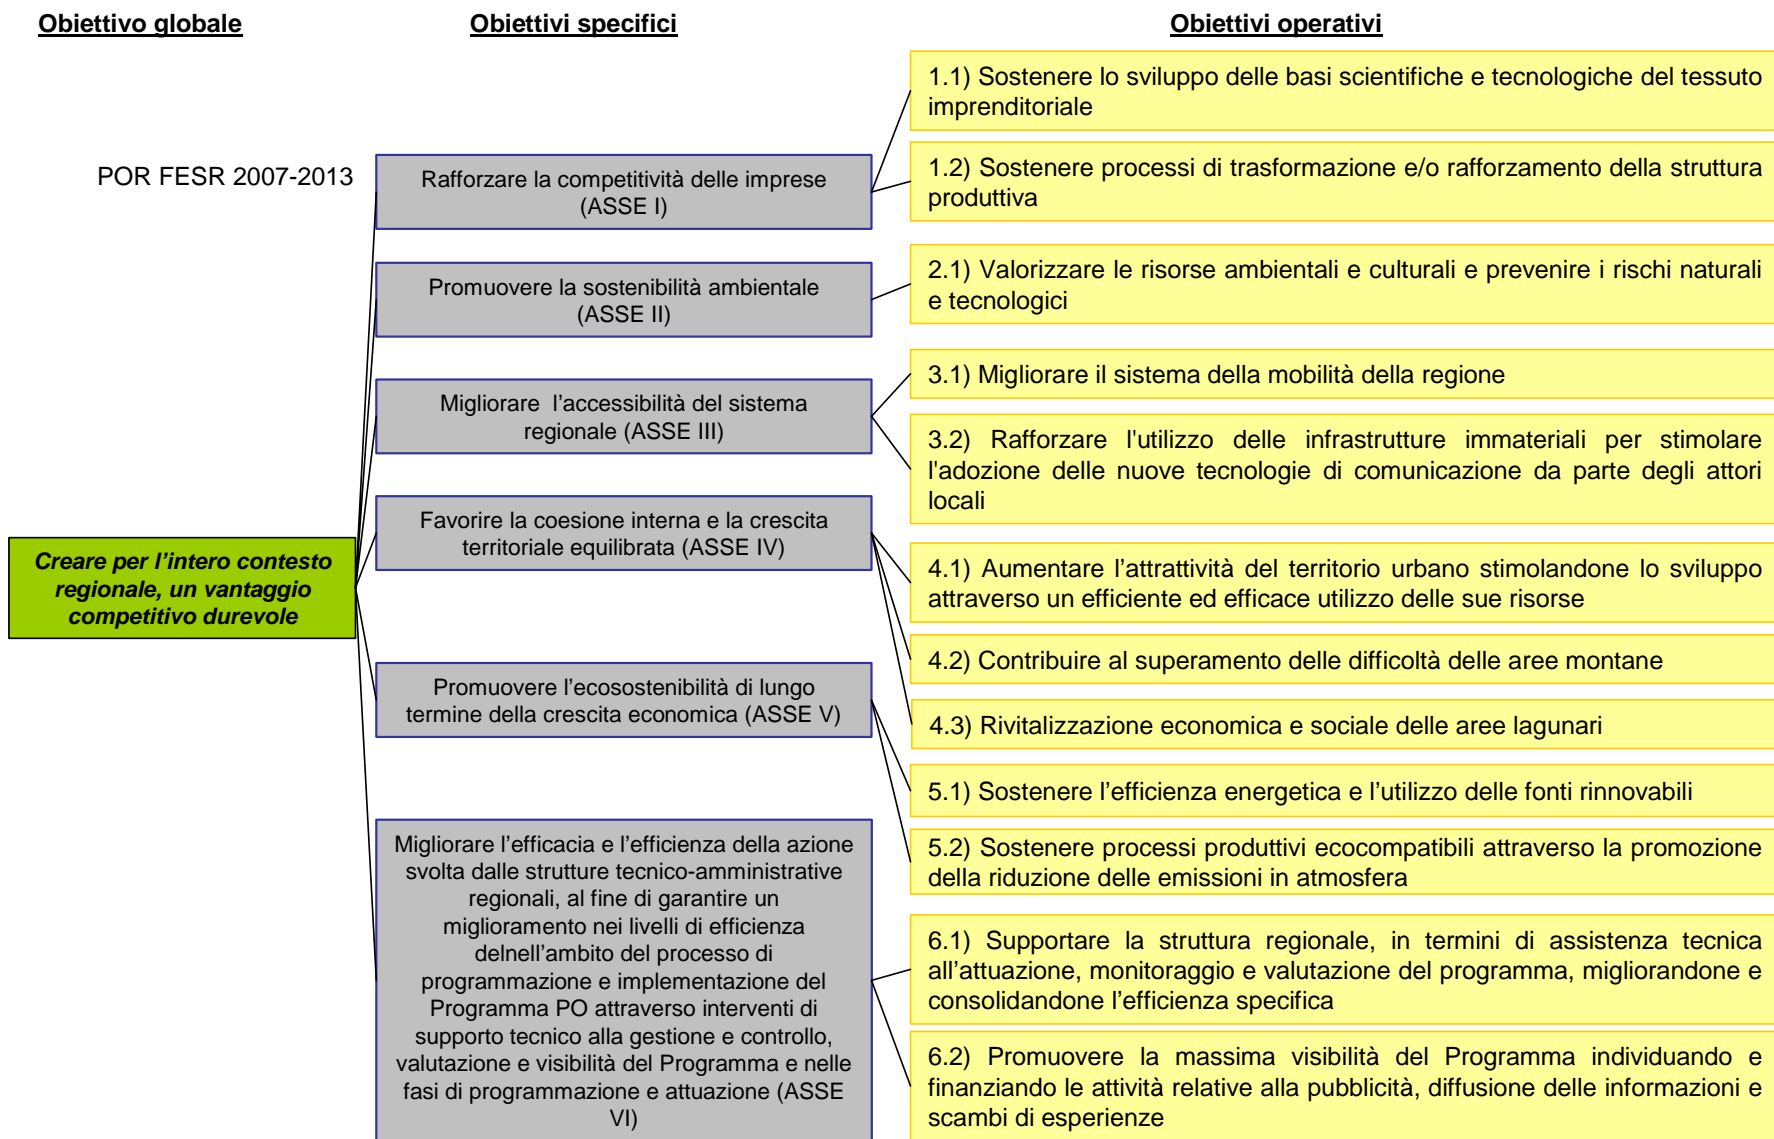 Obiettivo globale
Obiettivi specifici
Obiettivi operativi
POR FESR 2007-2013
Creare per l’intero contesto
regionale, un vantaggio
competitivo durevole
Rafforzare la competitività delle imprese
(ASSE I)
Promuovere la sostenibilità ambientale
(ASSE II)
Migliorare  l’accessibilità del sistema
regionale (ASSE III)
Favorire la coesione interna e la crescita
territoriale equilibrata (ASSE IV)
Promuovere l’ecosostenibilità di lungo
termine della crescita economica (ASSE V)
Migliorare l’efficacia e l’efficienza della azione
svolta dalle strutture tecnico-amministrative
regionali, al fine di garantire un
miglioramento nei livelli di efficienza
delnell’ambito del processo di
programmazione e implementazione del
Programma PO attraverso interventi di
supporto tecnico alla gestione e controllo,
valutazione e visibilità del Programma e nelle
fasi di programmazione e attuazione (ASSE
VI)
1.1) Sostenere lo sviluppo delle basi scientifiche e tecnologiche del tessuto
imprenditoriale
1.2) Sostenere processi di trasformazione e/o rafforzamento della struttura
produttiva
2.1) Valorizzare le risorse ambientali e culturali e prevenire i rischi naturali
e tecnologici
3.1) Migliorare il sistema della mobilità della regione
3.2) Rafforzare l'utilizzo delle infrastrutture immateriali per stimolare
l'adozione delle nuove tecnologie di comunicazione da parte degli attori
locali
4.1) Aumentare l’attrattività del territorio urbano stimolandone lo sviluppo
attraverso un efficiente ed efficace utilizzo delle sue risorse
4.2) Contribuire al superamento delle difficoltà delle aree montane
4.3) Rivitalizzazione economica e sociale delle aree lagunari
5.1) Sostenere l’efficienza energetica e l’utilizzo delle fonti rinnovabili
5.2) Sostenere processi produttivi ecocompatibili attraverso la promozione
della riduzione delle emissioni in atmosfera
6.1) Supportare la struttura regionale, in termini di assistenza tecnica
all’attuazione, monitoraggio e valutazione del programma, migliorandone e
consolidandone l’efficienza specifica
6.2) Promuovere la massima visibilità del Programma individuando e
finanziando le attività relative alla pubblicità, diffusione delle informazioni e
scambi di esperienze